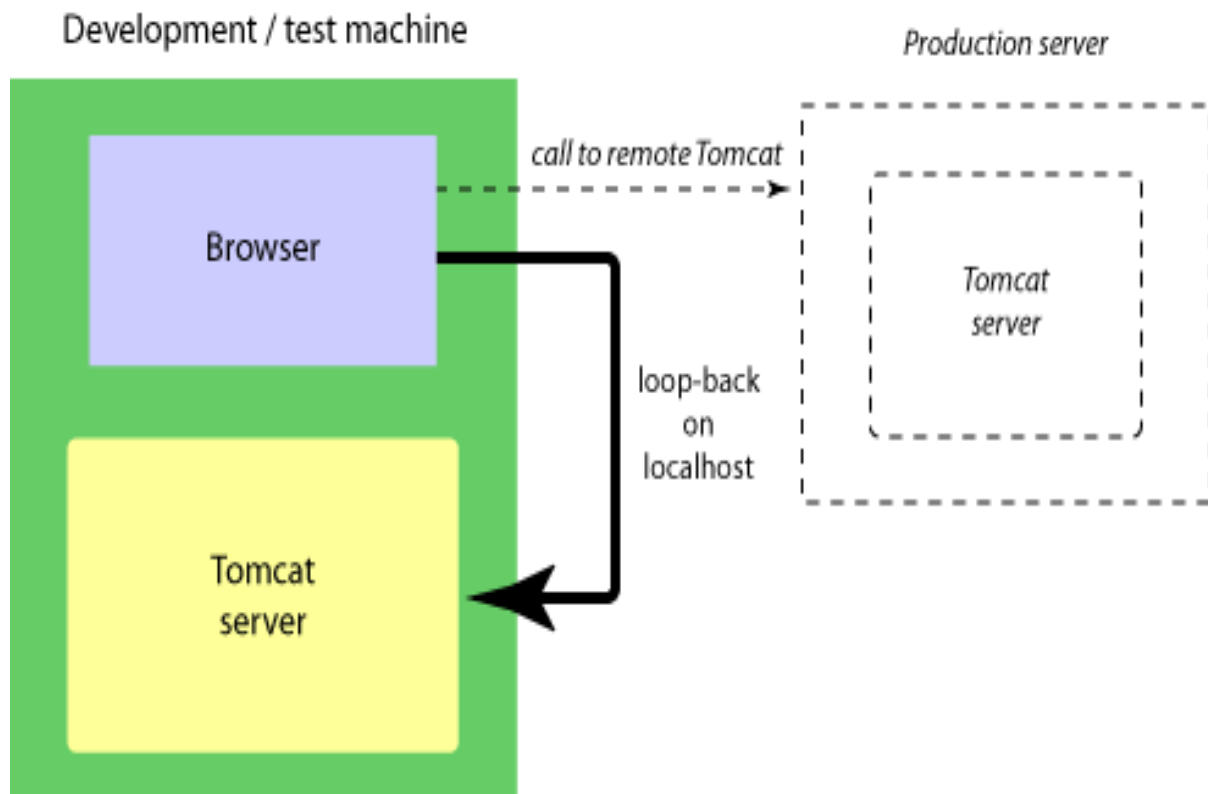 Development / test machine
Production server
call to remote Tomcat
Browser
Tomcat
server
loop-back
on
localhost
Tomcat
server